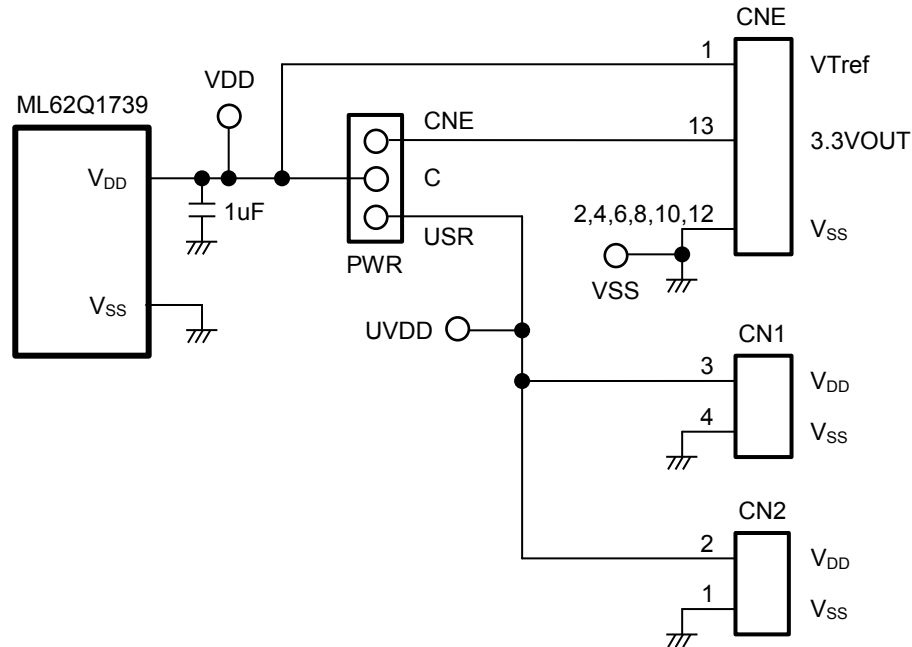 CNE
1
VTref
VDD
ML62Q1739
CNE
13
3.3VOUT
VDD
C
1uF
USR
2,4,6,8,10,12
VSS
PWR
VSS
VSS
UVDD
CN1
3
VDD
4
VSS
CN2
2
VDD
1
VSS